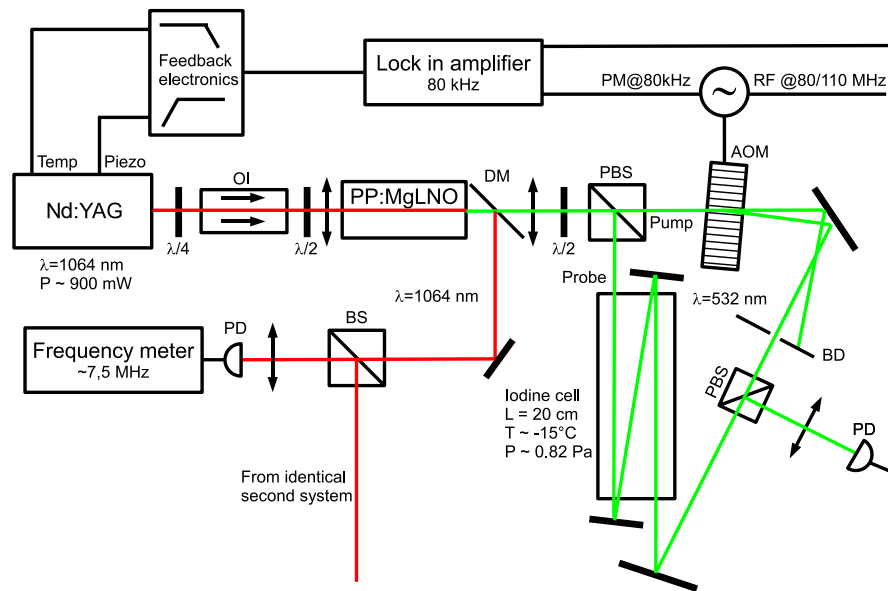 Feedback
electronics
Lock in amplifier
80 kHz
PM@80kHz
~
RF @80/110 MHz
AOM
Temp
Piezo
OI
DM
PBS
Nd:YAG
PP:MgLNO
Pump
λ/4
λ/2
λ/2
λ=1064 nm
P ~ 900 mW
Probe
λ=1064 nm
λ=532 nm
PD
BS
Frequency meter
~7,5 MHz
BD
PBS
Iodine cell
L = 20 cm
T ~ -15°C
P ~ 0.82 Pa
PD
From identical
second system